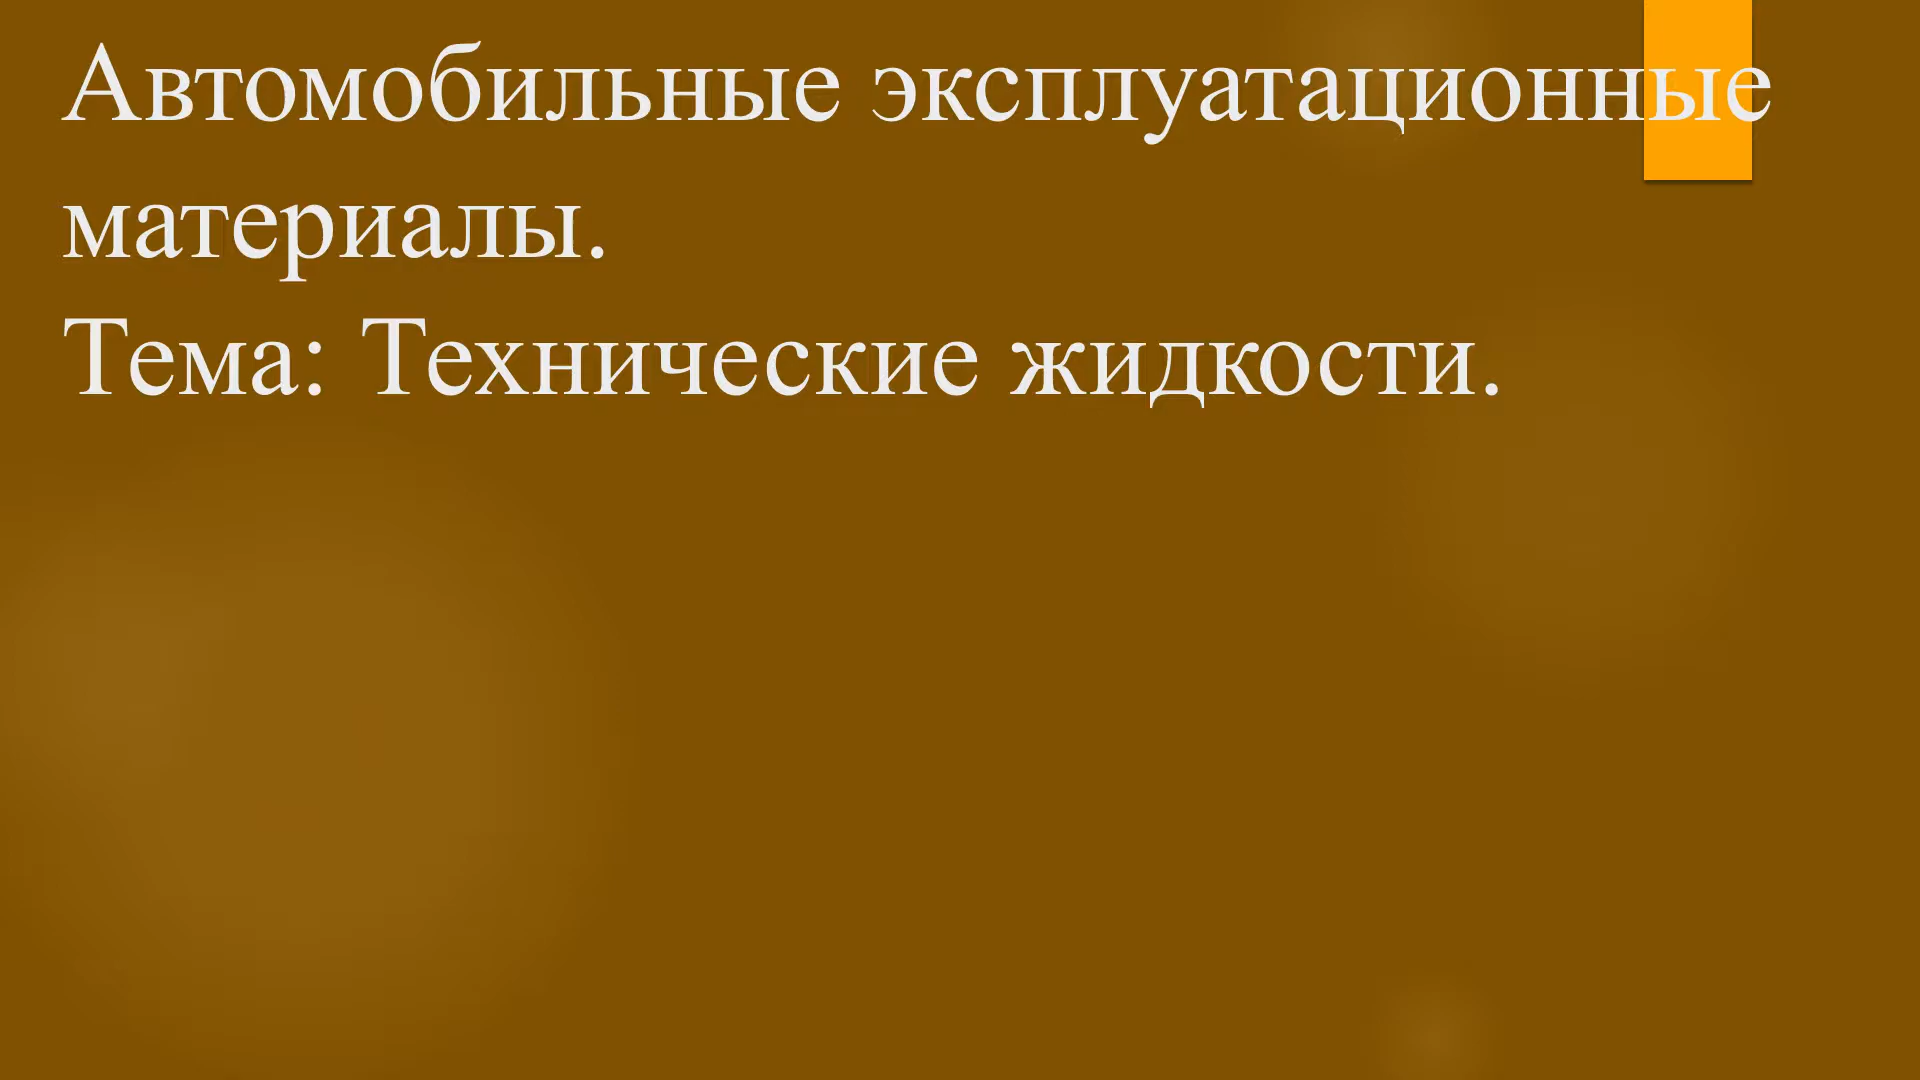 Автомобильные эксплуатационные
материалы.
Тема: Технические жидкости.